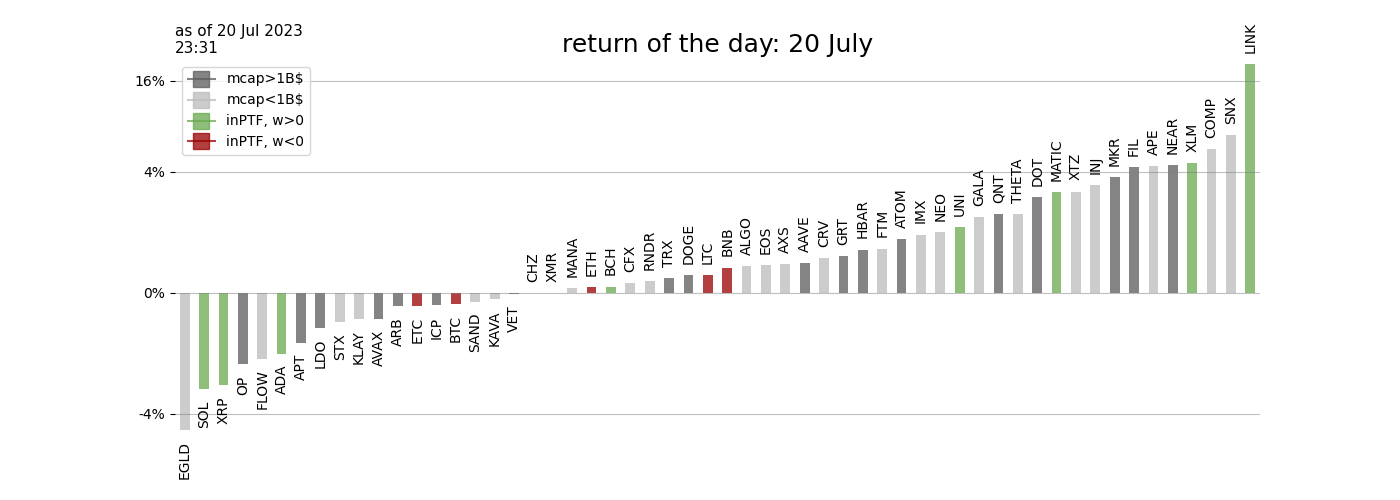 as of 20 Jul 2023
23:31
return of the day: 20 July
mcap>1B$
mcap<1B$
inPTF, w>0
inPTF, w<0
16%
4%
0%
-4%
EGLD
SOL
XRP
OP
FLOW
ADA
APT
LDO
STX
KLAY
AVAX
ARB
ETC
ICP
BTC
SAND
KAVA
VET
CHZ
XMR
MANA
ETH
BCH
CFX
RNDR
TRX
DOGE
LTC
BNB
ALGO
EOS
AXS
AAVE
CRV
GRT
HBAR
FTM
ATOM
IMX
NEO
UNI
GALA
QNT
THETA
DOT
MATIC
XTZ
INJ
MKR
FIL
APE
NEAR
XLM
COMP
SNX
LINK